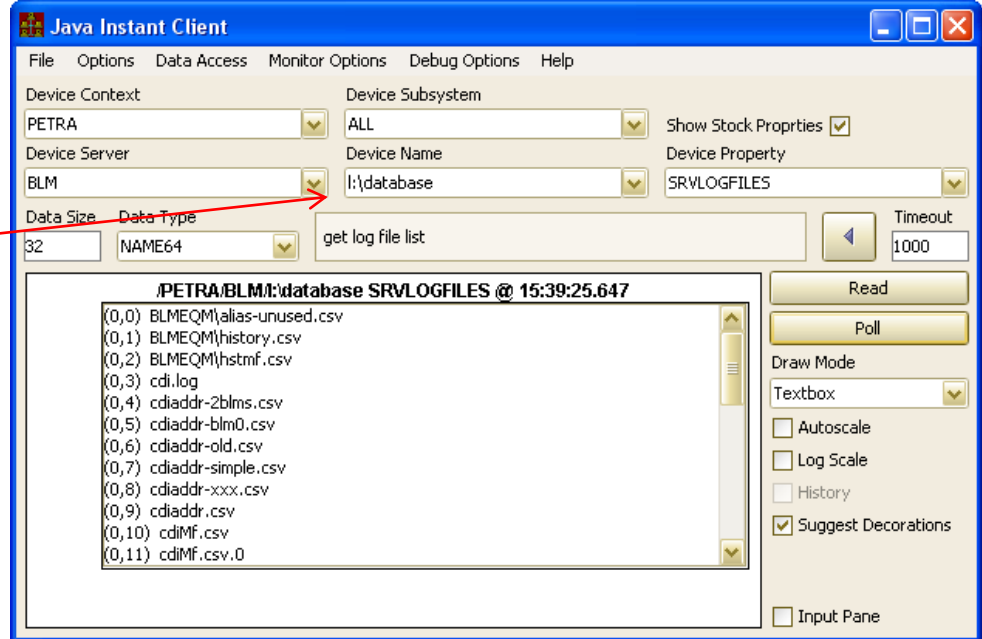 Java Instant Client
File Options Data Access Monitor Options Debug Options Help
Device Context Device Subsystem
PETRA ALL Show Stock Proprties
Device Server Device Name Device Property
BLM I:\database SRVLOGFILES
Data Size Data Type Timeout
32 NAME64 get log file list 1000
/PETRA/BLM/I:\database SRVLOGFILES @ 15:39:25.647
(0,0) BLMEQM\alias-unused.csv
(0,1) BLMEQM\history.csv
(0,2) BLMEQM\hstmf.csv
(0,3) cdi.log
(0,4) cdiaddr-2blms.csv
(0,5) cdiaddr-blm0.csv
(0,6) cdiaddr-old.csv
(0,7) cdiaddr-simple.csv
(0,8) cdiaddr-xxx.csv
(0,9) cdiaddr.csv
(0,10) cdiMf.csv
(0,11) cdiMf.csv.0
Read
Poll
Draw Mode
Textbox
Autoscale
Log Scale
History
Suggest Decorations
Input Pane